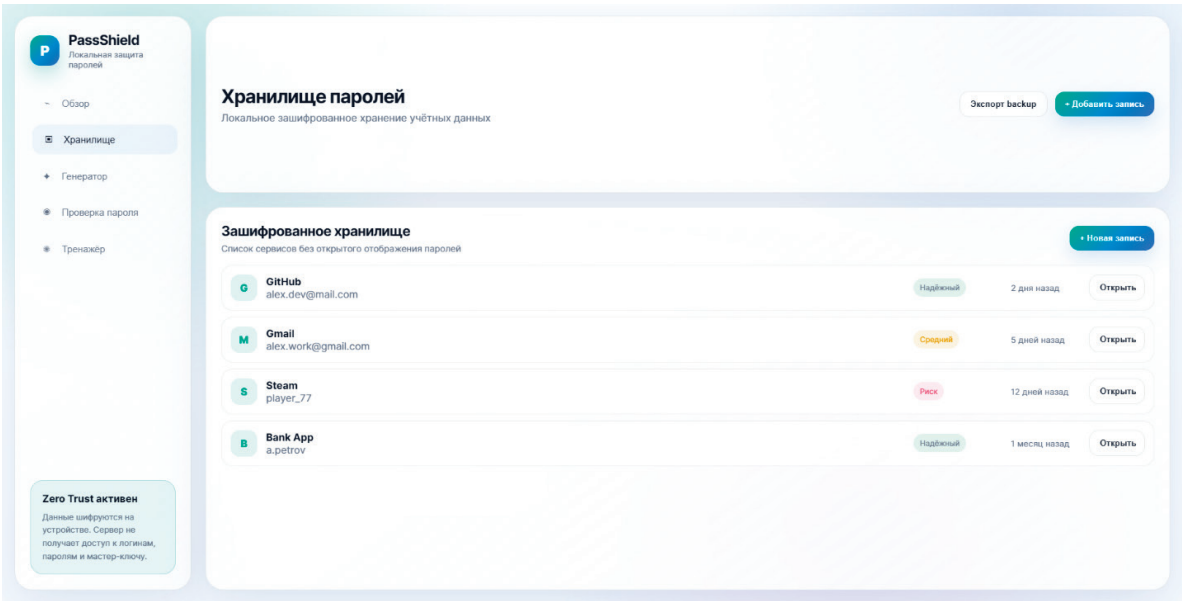 P
PassShield
Локальная защита
паролей
Обзор
Хранилище
Генератор
Проверка пароля
Тренажёр
Zero Trust активен
Данные шифруются на
устройстве. Сервер не
получает доступ к логинам,
паролям и мастер-ключу.
Хранилище паролей
Локальное зашифрованное хранение учётных данных
Экспорт backup
+ Добавить запись
Зашифрованное хранилище
Список сервисов без открытого отображения паролей
+ Новая запись
G
GitHub
alex.dev@mail.com
Надёжный
2 дня назад
Открыть
M
Gmail
alex.work@gmail.com
Средний
5 дней назад
Открыть
S
Steam
player_77
Риск
12 дней назад
Открыть
B
Bank App
a.petrov
Надёжный
1 месяц назад
Открыть